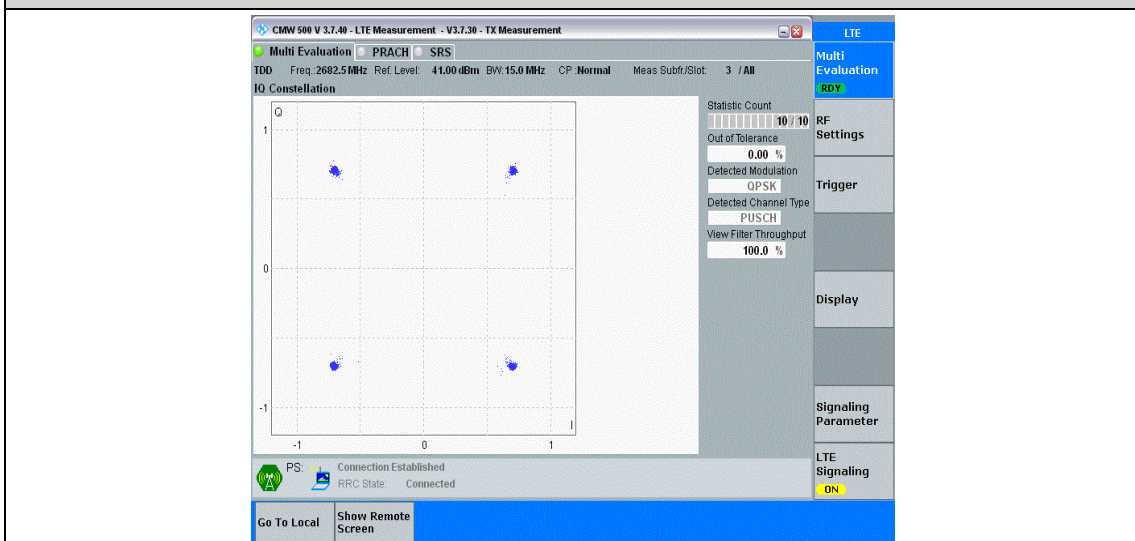 CMW 500 V 3.7.40 - LTE Measurement - V3.7.30 - TX Measurement
LTE
Multi Evaluation PRACH SRS
TDD Freq.:2682.5 MHz Ref. Level: 41.00 dBm BW:15.0 MHz CP :Normal Meas Subfr./Slot: 3 / All
IQ Constellation
Q
1
0
-1
-1 0 1
I
Statistic Count
10 / 10
Out of Tolerance
0.00 %
Detected Modulation
QPSK
Detected Channel Type
PUSCH
View Filter Throughput
100.0 %
Multi
Evaluation
RDY
RF
Settings
Trigger
Display
Signaling
Parameter
LTE
Signaling
ON
PS: Connection Established
RRC State: Connected
Go To Local
Show Remote
Screen